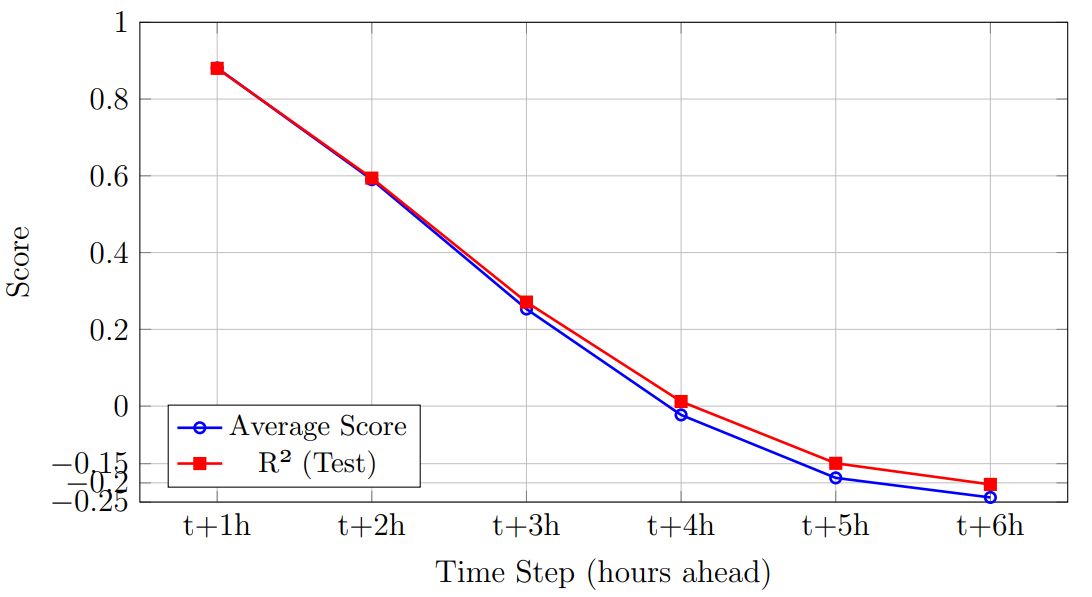 1
0.8
0.6
0.4
0.2
0
−0.15
−0.2
−0.25
Score
Average Score
R² (Test)
t+1h t+2h t+3h t+4h t+5h t+6h
Time Step (hours ahead)